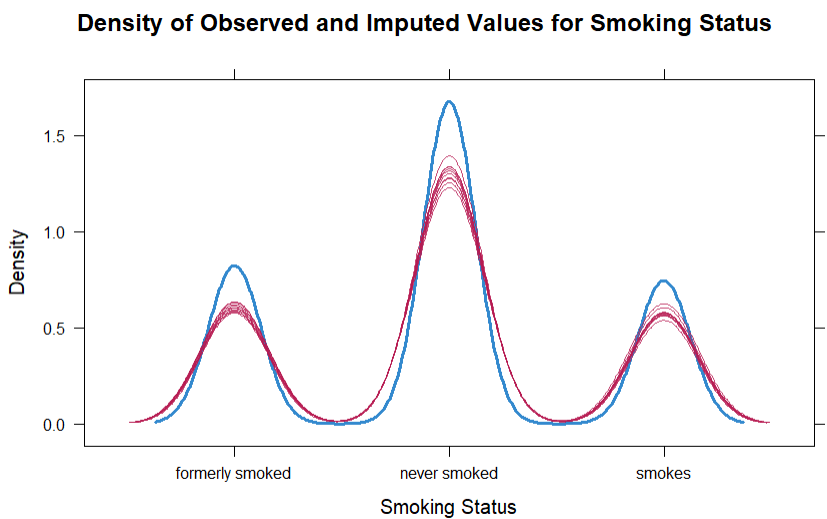 Density of Observed and Imputed Values for Smoking Status
1.5
1.0
0.5
0.0
Density
formerly smoked
never smoked
smokes
Smoking Status